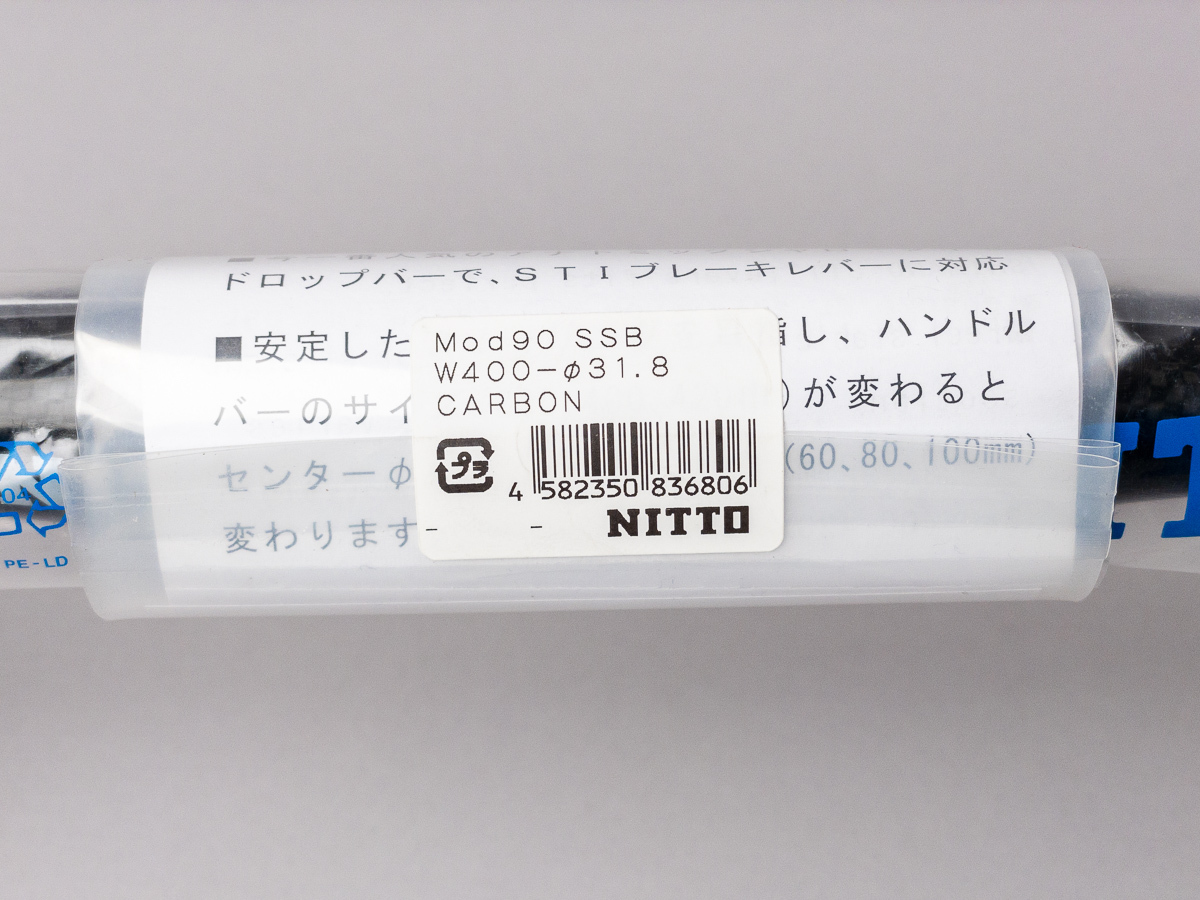 ドロップバーで、STIブレーキレバーに対応
■安定した
し、ハンドル
バーのサイ
)が変わると
センターφ
(60、80、100mm)
変わります
Mod90 SSB
W400-φ31.8
CARBON
プラ
4 582350 836806
NITTO
- -
04
PE-LD